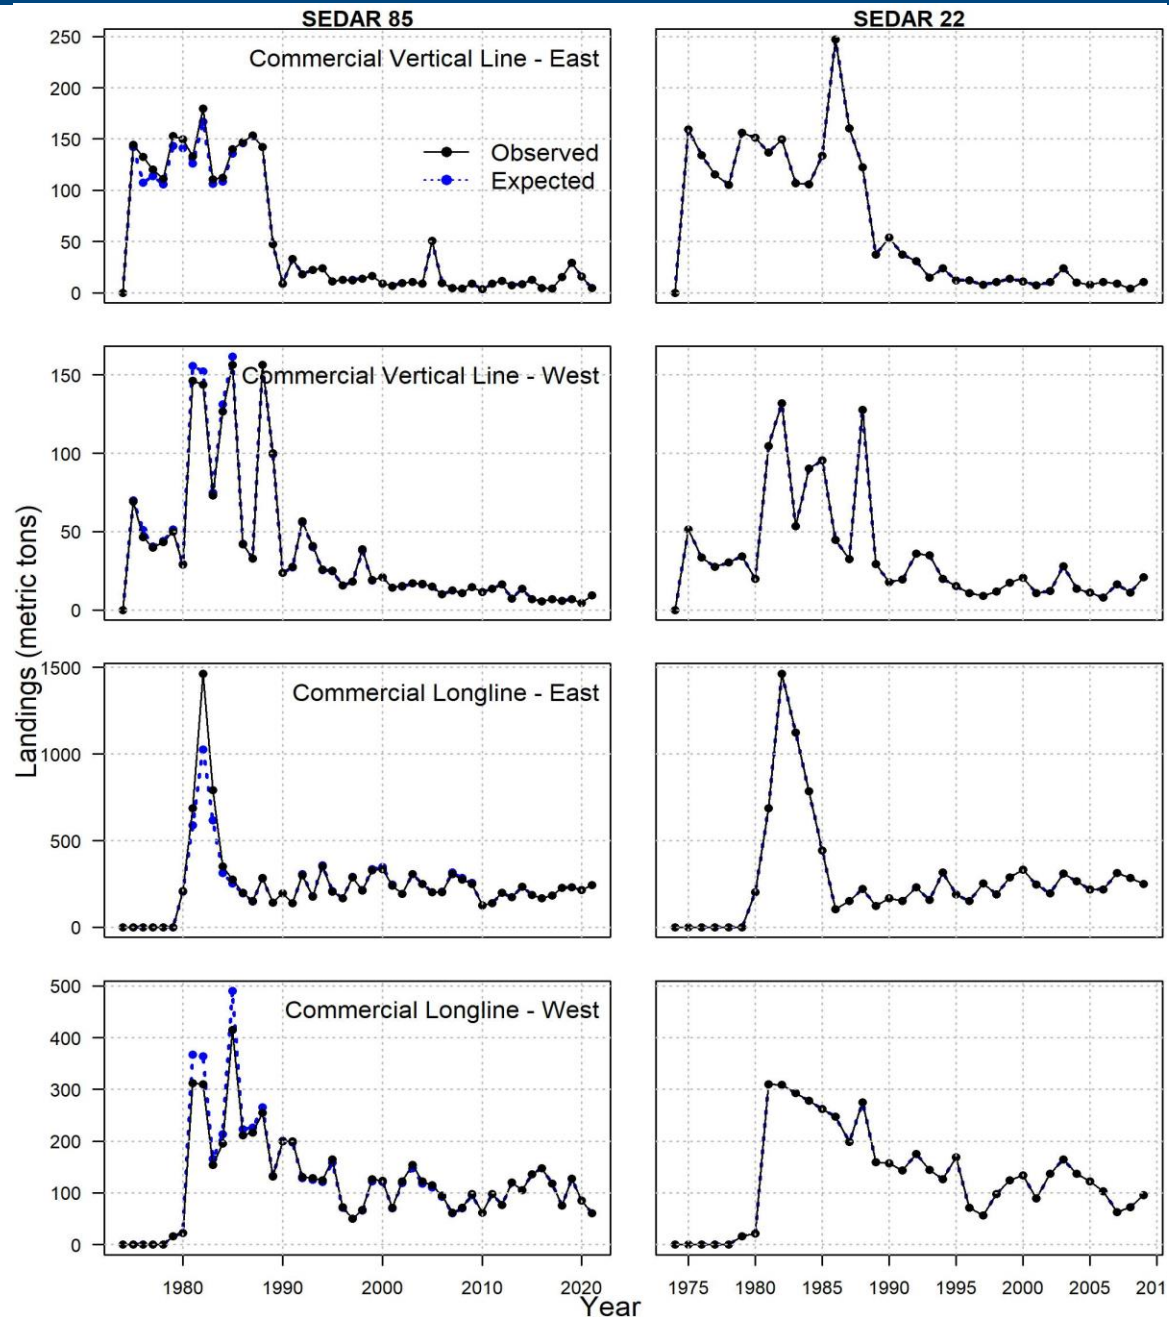 SEDAR 85
SEDAR 22
Landings (metric tons)
Commercial Vertical Line - East
Observed
Expected
250
200
150
100
50
0
Commercial Vertical Line - West
150
100
50
0
Commercial Longline - East
1500
1000
500
0
Commercial Longline - West
500
400
300
200
100
0
1980 1990 2000 2010 2020
1975 1980 1985 1990 1995 2000 2005 201
Year